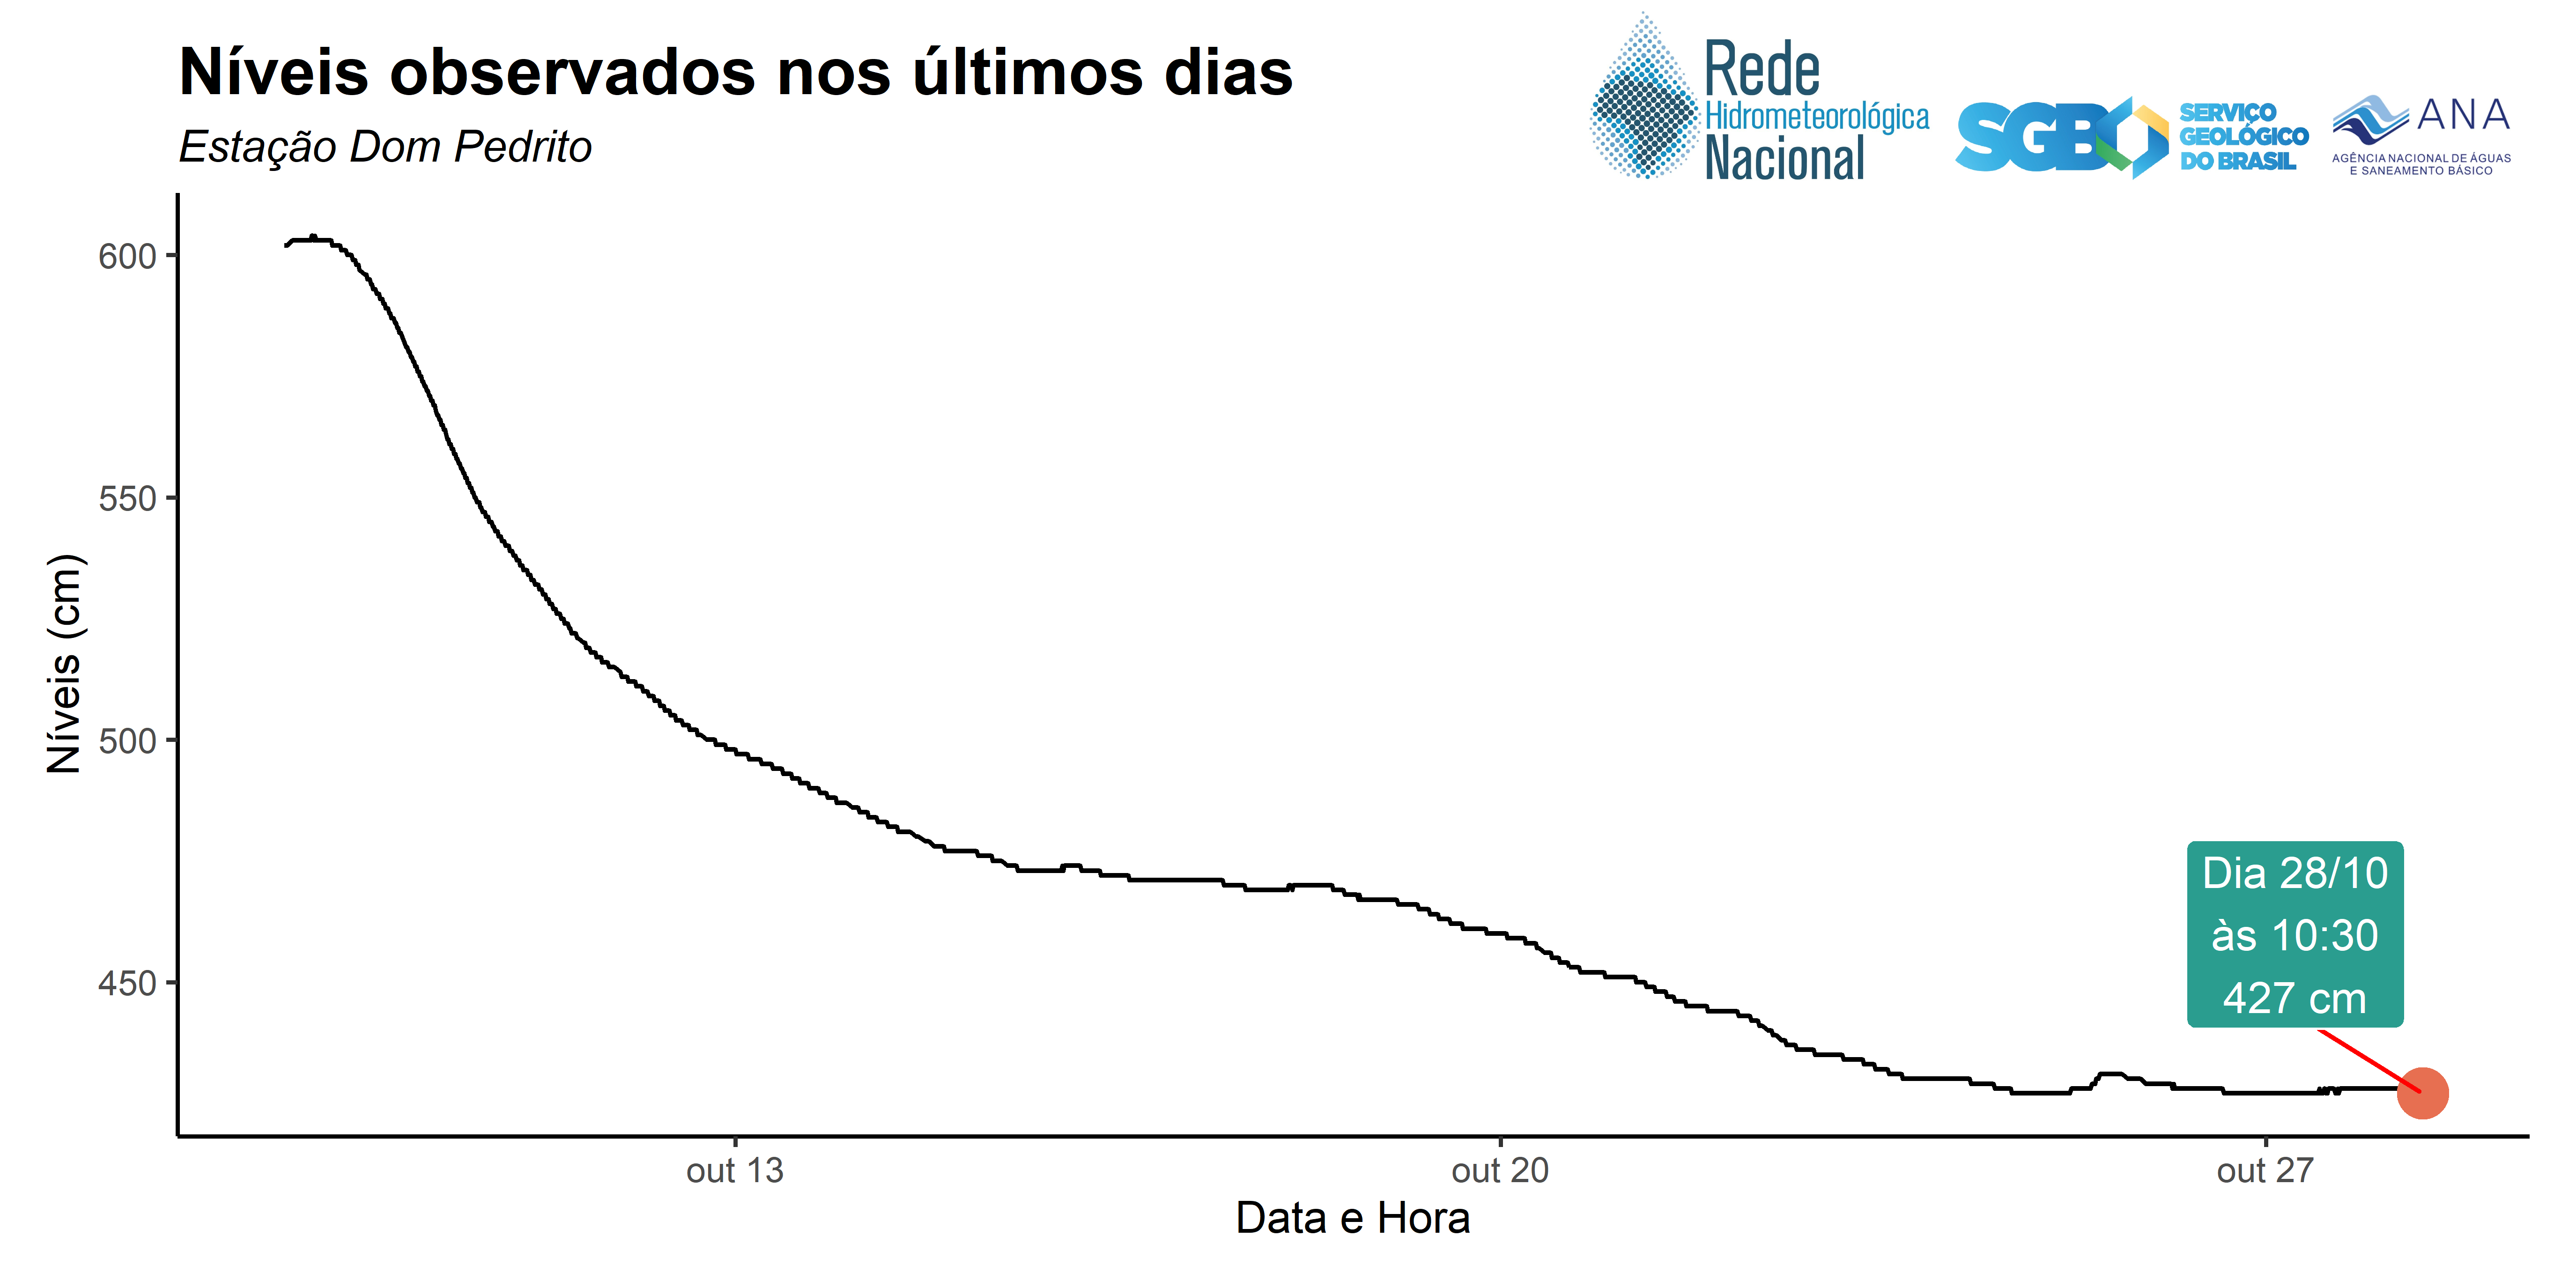 Níveis observados nos últimos dias
Estação Dom Pedrito
Rede
Hidrometeorológica
Nacional
SGB
SERVIÇO
GEOLÓGICO
DO BRASIL
ANA
AGÊNCIA NACIONAL DE ÁGUAS
E SANEAMENTO BÁSICO
Níveis (cm)
600
550
500
450
Dia 28/10
às 10:30
427 cm
out 13
out 20
out 27
Data e Hora